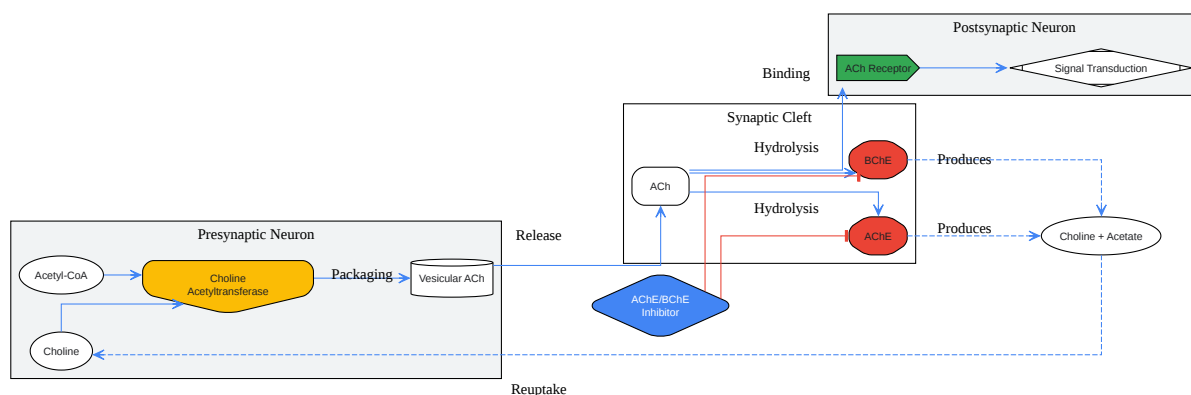 Postsynaptic Neuron
ACh Receptor
Signal Transduction
Binding
Synaptic Cleft
Hydrolysis
BChE
Produces
ACh
Hydrolysis
AChE
Produces
Choline + Acetate
Presynaptic Neuron
Release
Acetyl-CoA
Choline
Acetyltransferase
Packaging
Vesicular ACh
AChE/BChE
Inhibitor
Choline
Reuptake